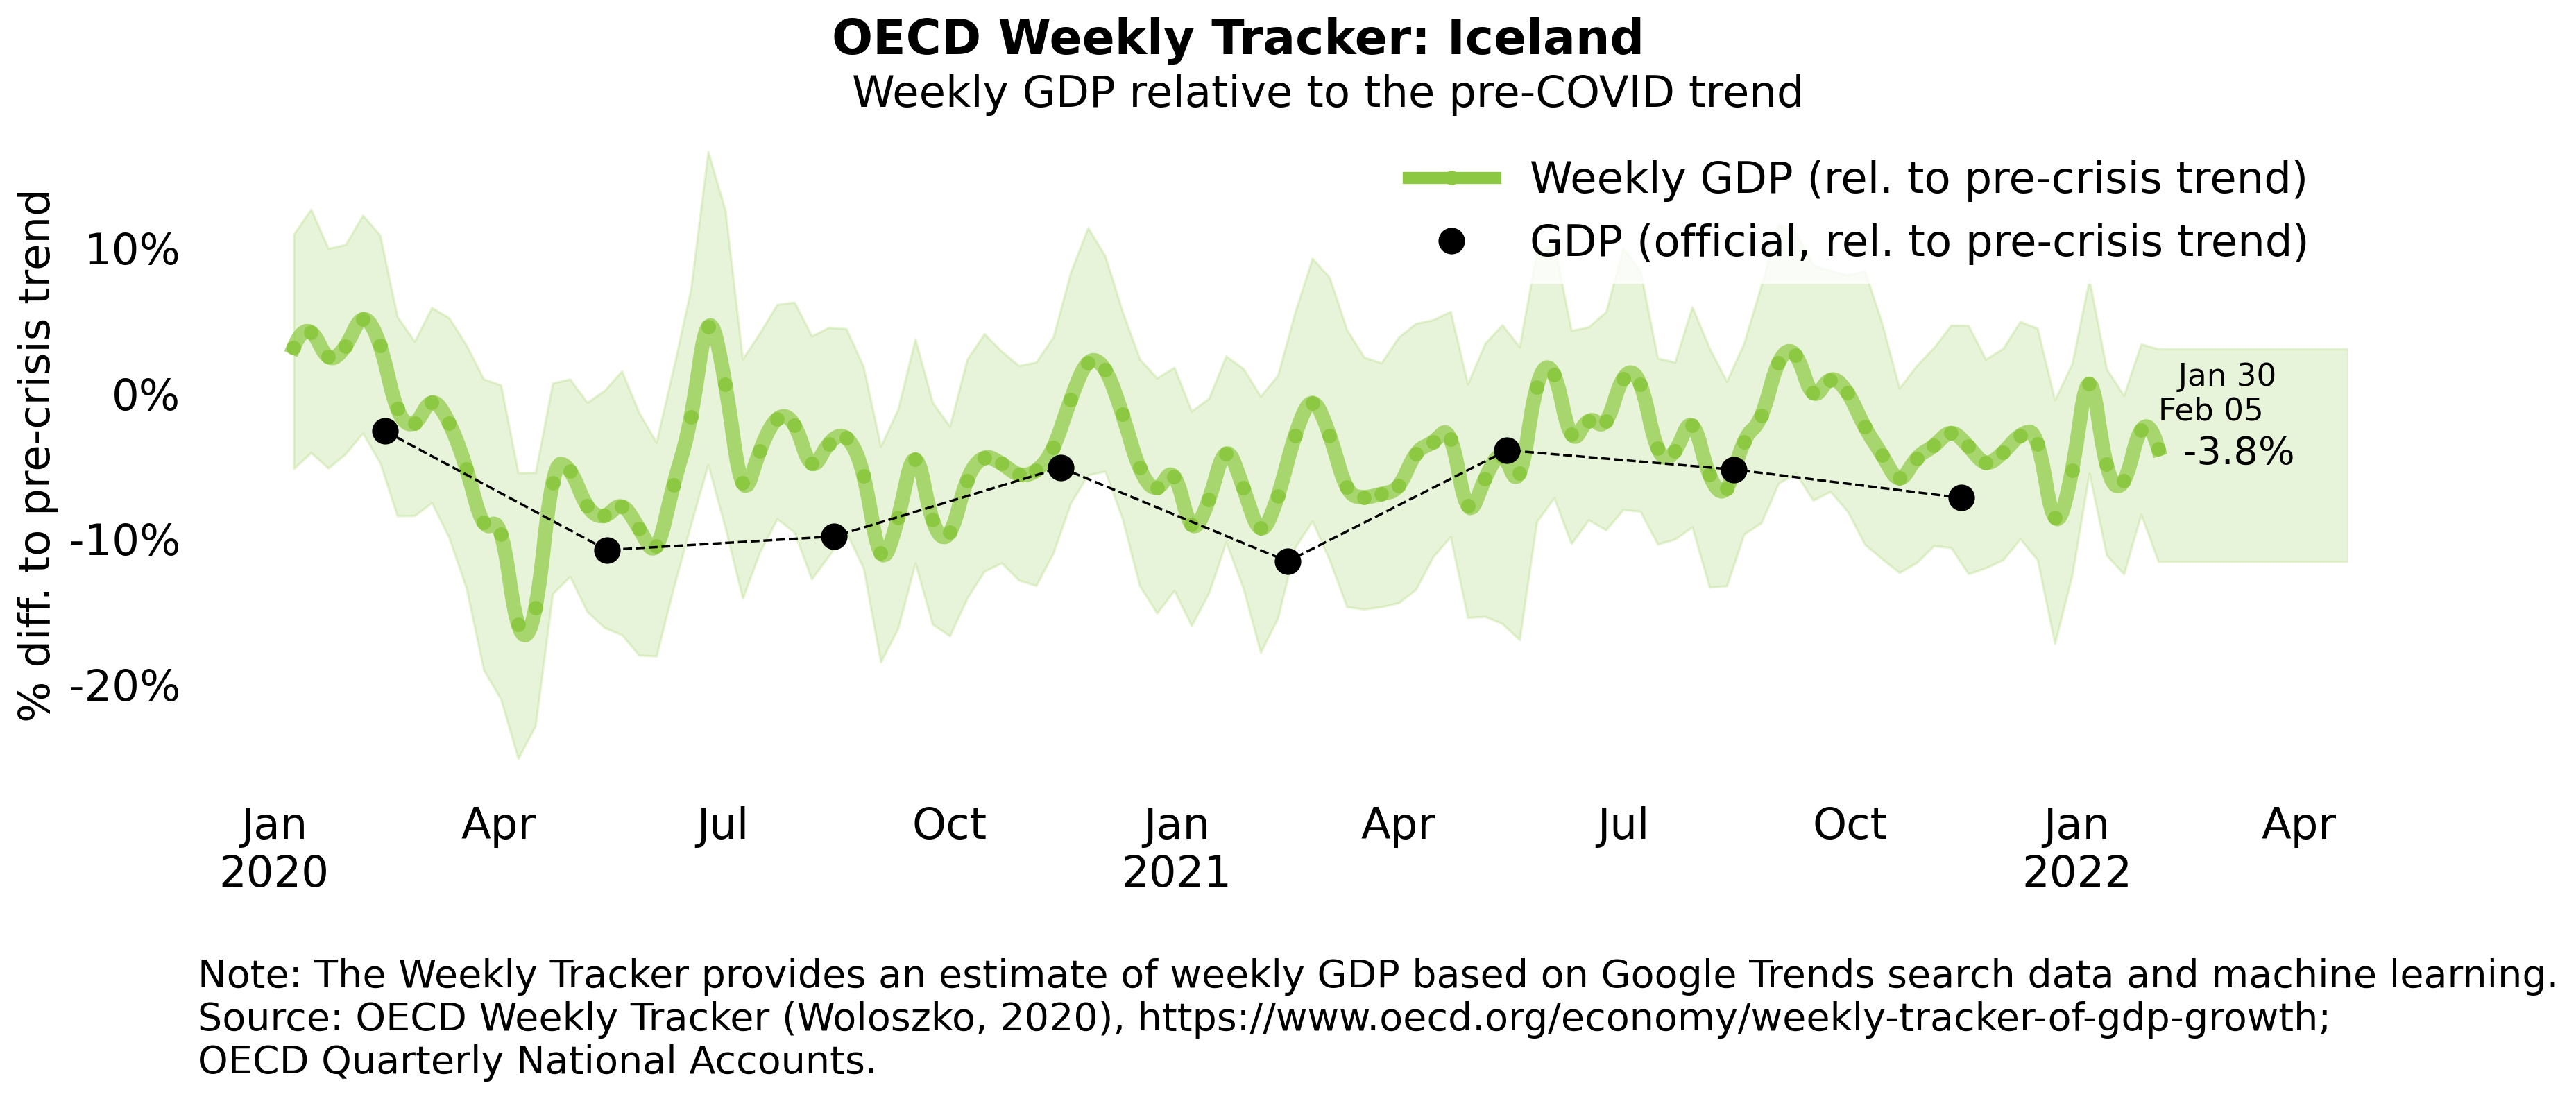 OECD Weekly Tracker: Iceland
Weekly GDP relative to the pre-COVID trend
Weekly GDP (rel. to pre-crisis trend)
GDP (official, rel. to pre-crisis trend)
% diff. to pre-crisis trend
10%
0%
-10%
-20%
Jan 30
Feb 05
-3.8%
Jan Apr Jul Oct Jan Apr Jul Oct Jan Apr
2020 2021 2022
Note: The Weekly Tracker provides an estimate of weekly GDP based on Google Trends search data and machine learning.
Source: OECD Weekly Tracker (Woloszko, 2020), https://www.oecd.org/economy/weekly-tracker-of-gdp-growth;
OECD Quarterly National Accounts.